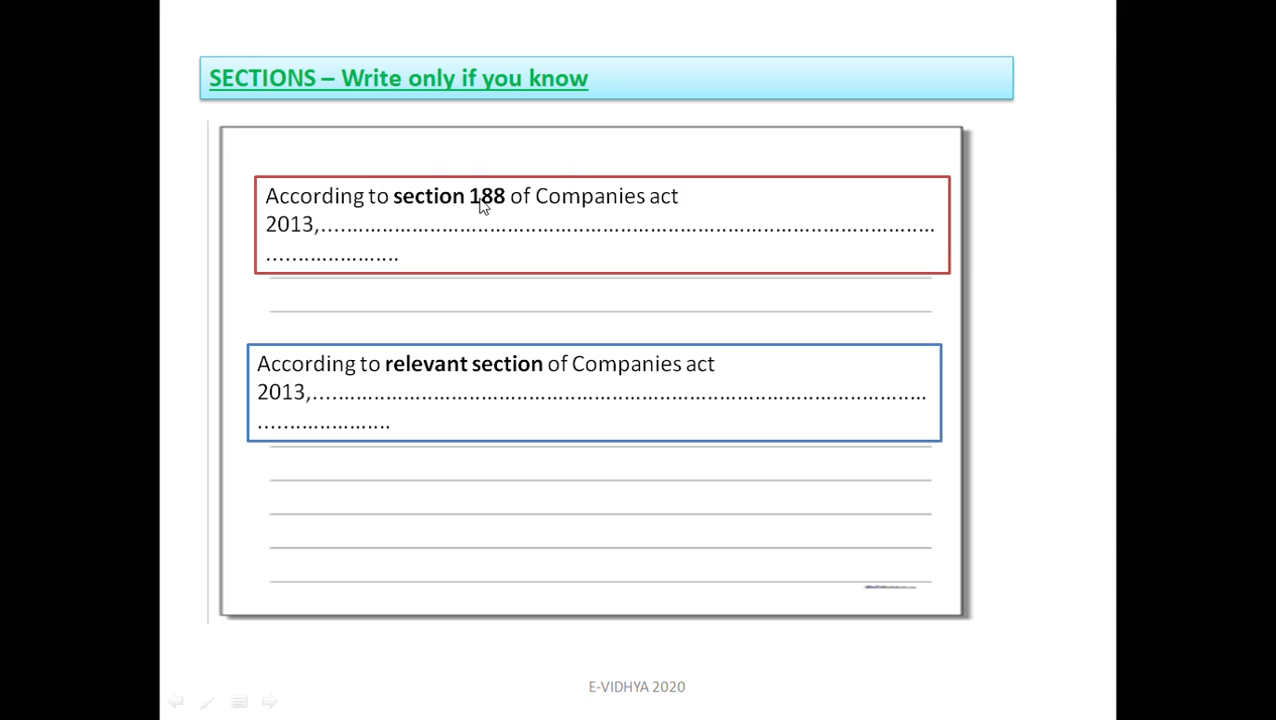 SECTIONS – Write only if you know
According to section 188 of Companies act
2013,..........................................................................................
.....................
According to relevant section of Companies act
2013,..........................................................................................
.....................
E-VIDHYA 2020